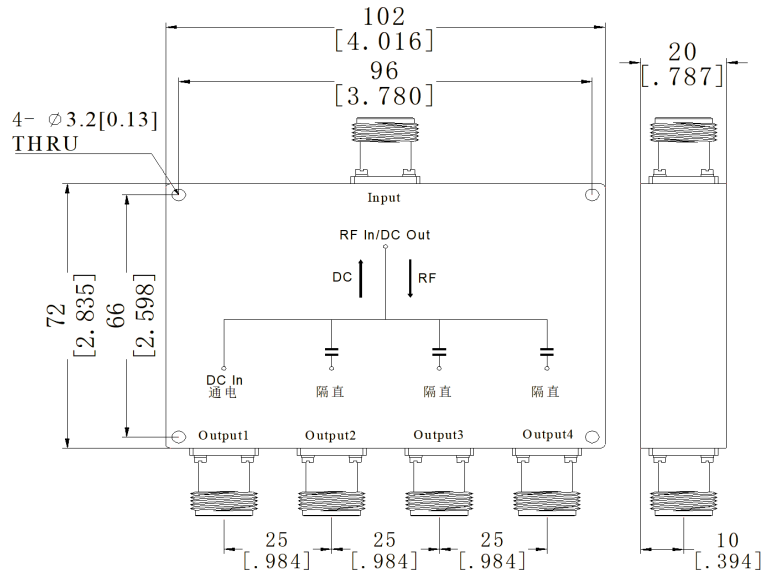 102
[4.016]
96
[3.780]
20
[.787]
4- ∅3.2[0.13]
THRU
Input
RF In/DC Out
DC
RF
72
[2.835]
66
[2.598]
DC In
通电
隔直
隔直
隔直
Output1
Output2
Output3
Output4
25
[.984]
25
[.984]
25
[.984]
10
[.394]